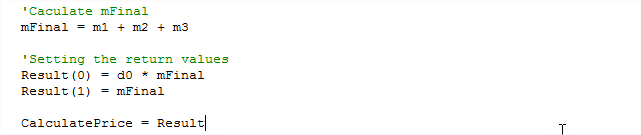 'Caculate mFinal
mFinal = m1 + m2 + m3
'Setting the return values
Result(0) = d0 * mFinal
Result(1) = mFinal
CalculatePrice = Result